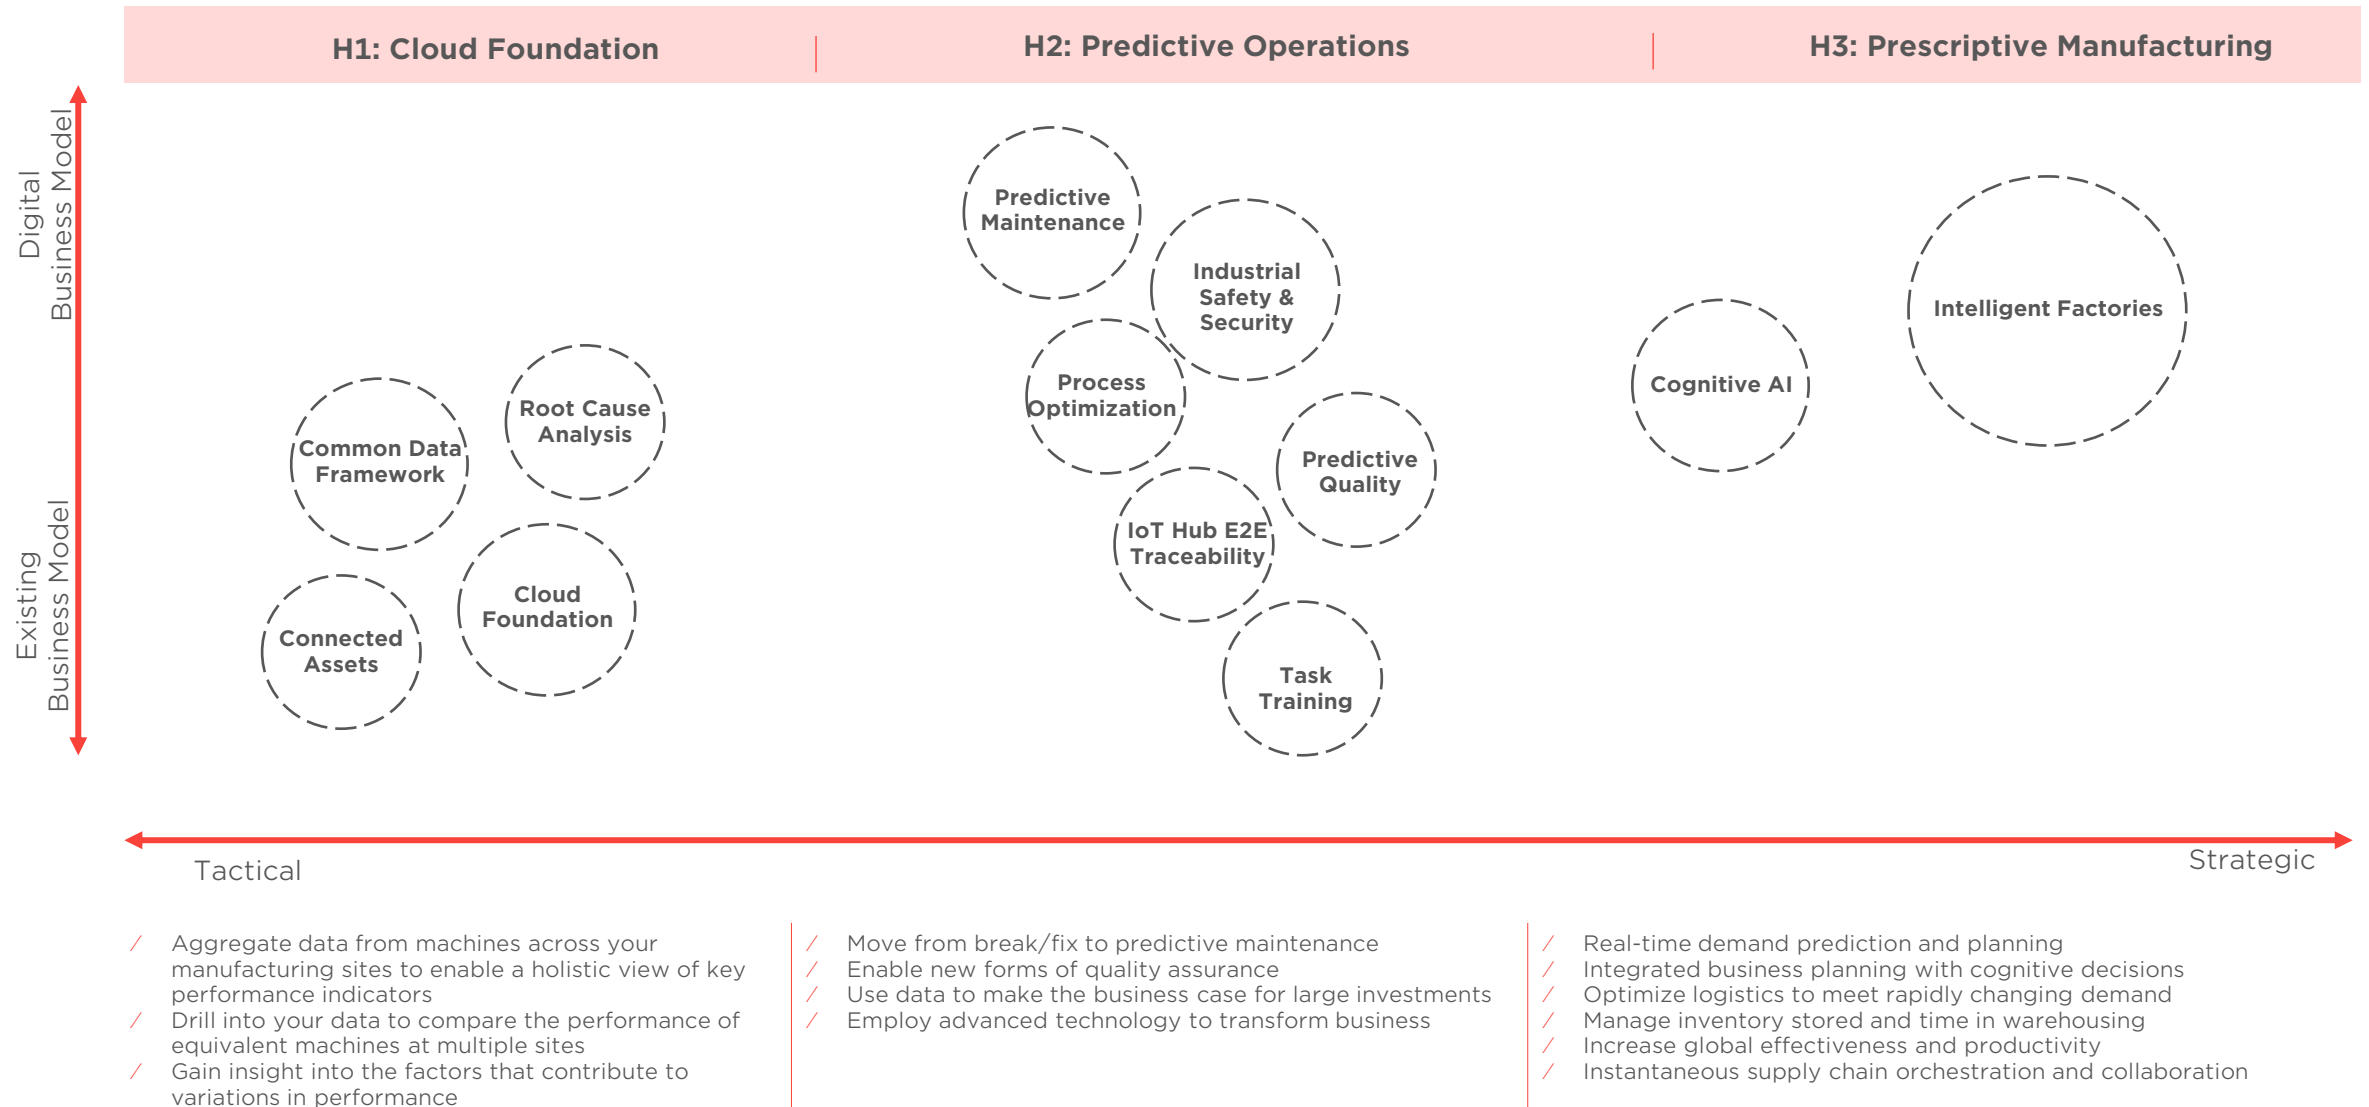 H1: Cloud Foundation
H2: Predictive Operations
H3: Prescriptive Manufacturing
Digital
Business Model
Existing
Business Model
Predictive
Maintenance
Industrial
Safety &
Security
Process
Optimization
Predictive
Quality
IoT Hub E2E
Traceability
Task
Training
Root Cause
Analysis
Common Data
Framework
Cloud
Foundation
Connected
Assets
Cognitive AI
Intelligent Factories
Tactical
Strategic
Aggregate data from machines across your
manufacturing sites to enable a holistic view of key
performance indicators
Drill into your data to compare the performance of
equivalent machines at multiple sites
Gain insight into the factors that contribute to
variations in performance
Move from break/fix to predictive maintenance
Enable new forms of quality assurance
Use data to make the business case for large investments
Employ advanced technology to transform business
Real-time demand prediction and planning
Integrated business planning with cognitive decisions
Optimize logistics to meet rapidly changing demand
Manage inventory stored and time in warehousing
Increase global effectiveness and productivity
Instantaneous supply chain orchestration and collaboration